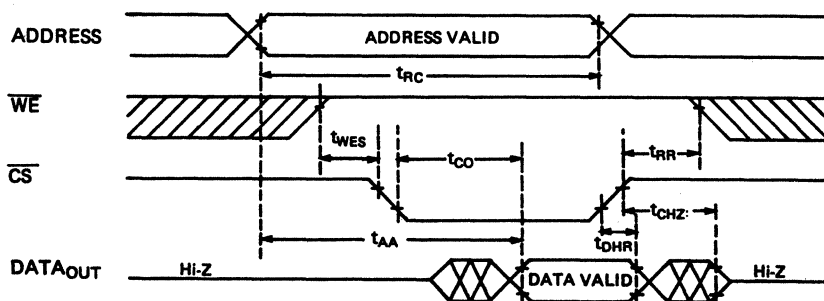 ADDRESS
ADDRESS VALID
tRC
WE
tWES
tCO
tRR
CS
tCHZ:
tAA
tDHR
DATAOUT
Hi-Z
DATA VALID
Hi-Z